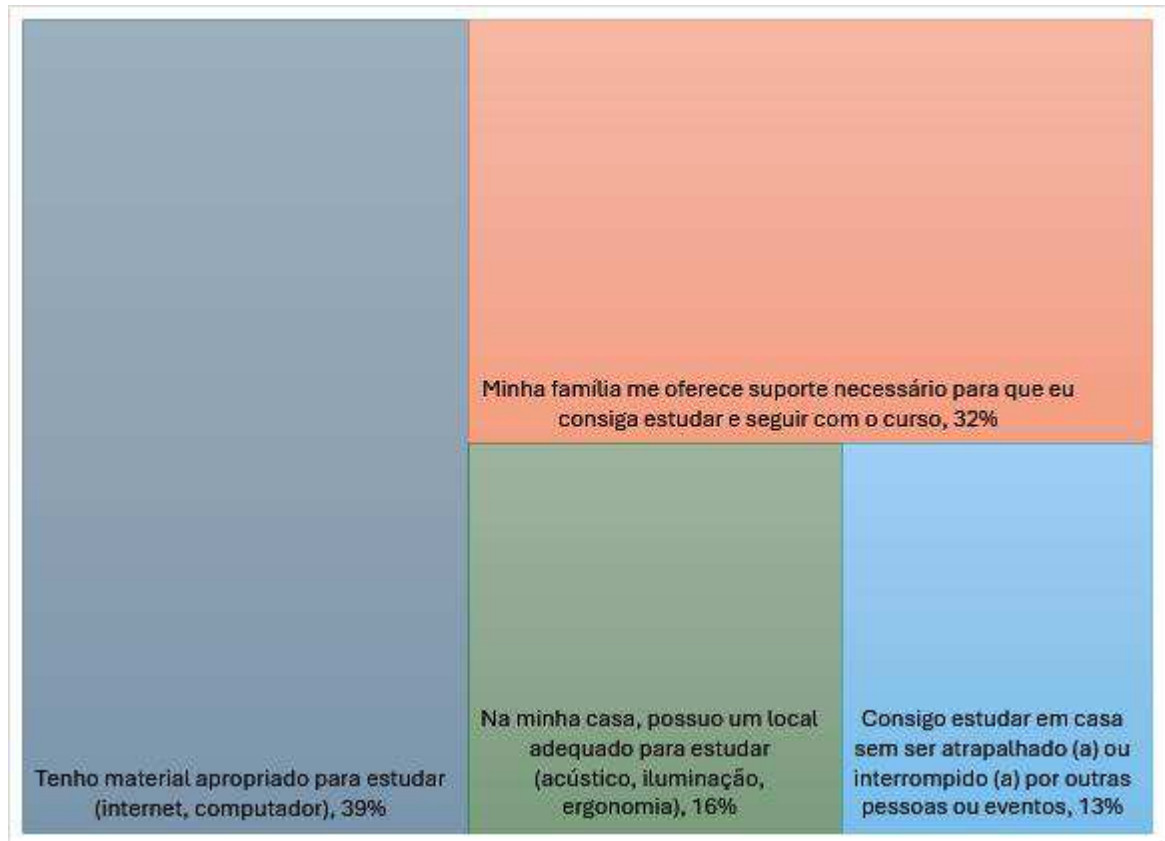 Minha família me oferece suporte necessário para que eu
consiga estudar e seguir com o curso, 32%
Tenho material apropriado para estudar
(internet, computador), 39%
Na minha casa, possuo um local
adequado para estudar
(acústico, iluminação,
ergonomia), 16%
Consigo estudar em casa
sem ser atrapalhado (a) ou
interrompido (a) por outras
pessoas ou eventos, 13%